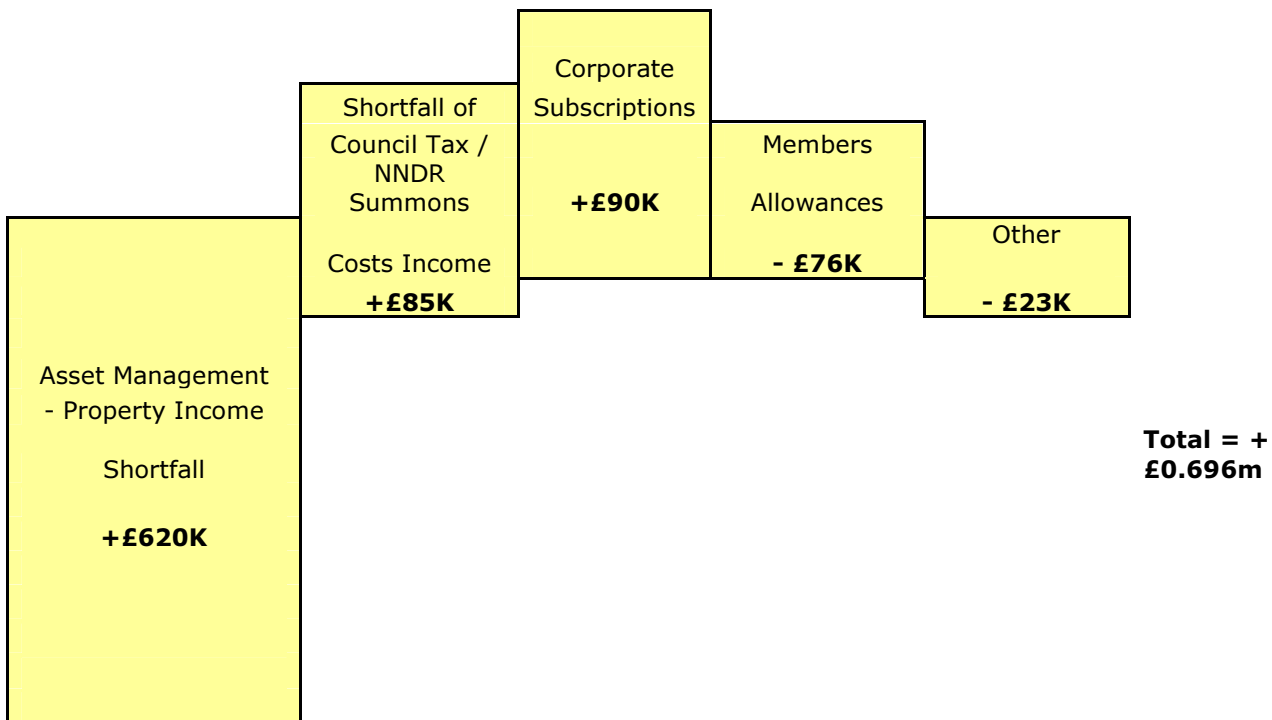 Asset Management
- Property Income
Shortfall
+£620K
Shortfall of
Council Tax /
NNDR
Summons
Costs Income
+£85K
Corporate
Subscriptions
+£90K
Members
Allowances
- £76K
Other
- £23K
Total = +
£0.696m